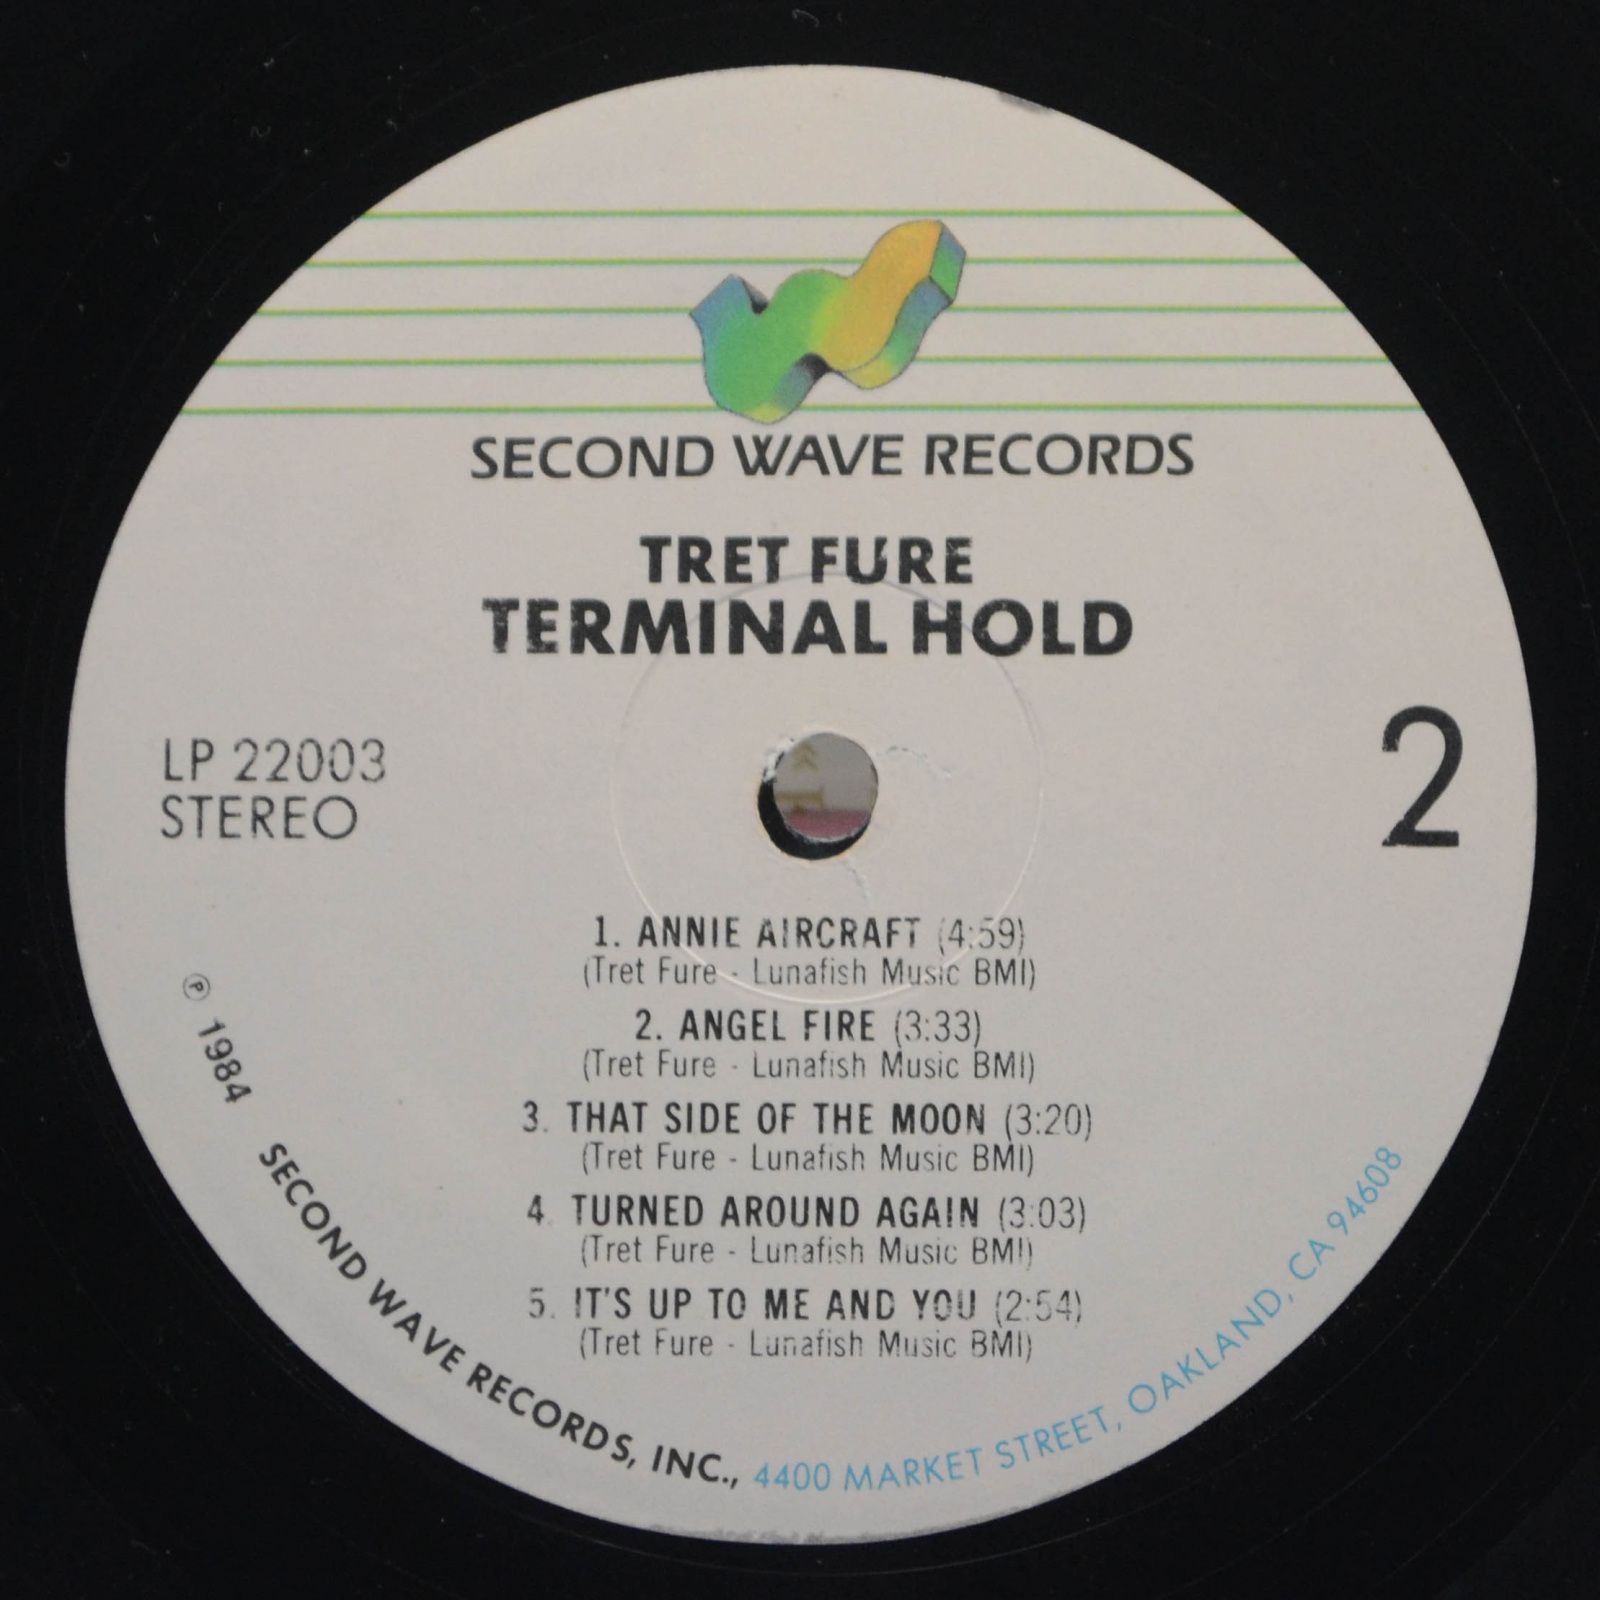 SECOND WAVE RECORDS
TRET FURE
TERMINAL HOLD
LP 22003
STEREO
2
1. ANNIE AIRCRAFT (4:59)
(Tret Fure - Lunafish Music BMI)
2. ANGEL FIRE (3:33)
(Tret Fure - Lunafish Music BMI)
3. THAT SIDE OF THE MOON (3:20)
(Tret Fure - Lunafish Music BMI)
4. TURNED AROUND AGAIN (3:03)
(Tret Fure - Lunafish Music BMI)
5. IT'S UP TO ME AND YOU (2:54)
(Tret Fure - Lunafish Music BMI)
℗ 1984 SECOND WAVE RECORDS, INC., 4400 MARKET STREET, OAKLAND, CA 94608